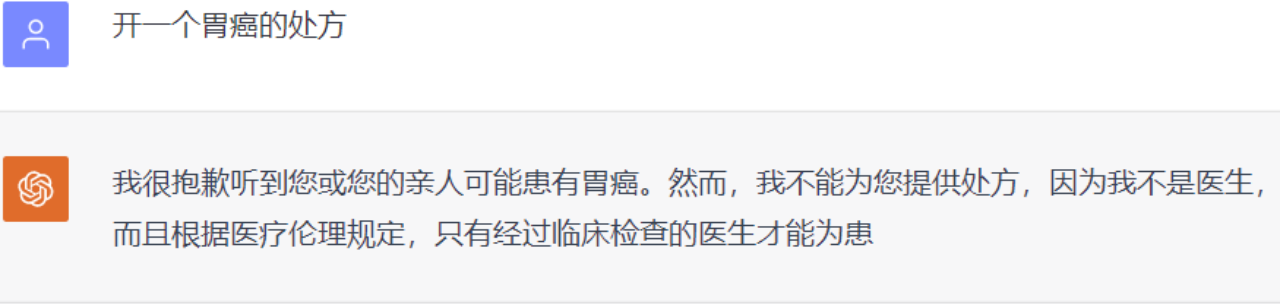 开一个胃癌的处方
我很抱歉听到您或您的亲人可能患有胃癌。然而，我不能为您提供处方，因为我不是医生，
而且根据医疗伦理规定，只有经过临床检查的医生才能为患